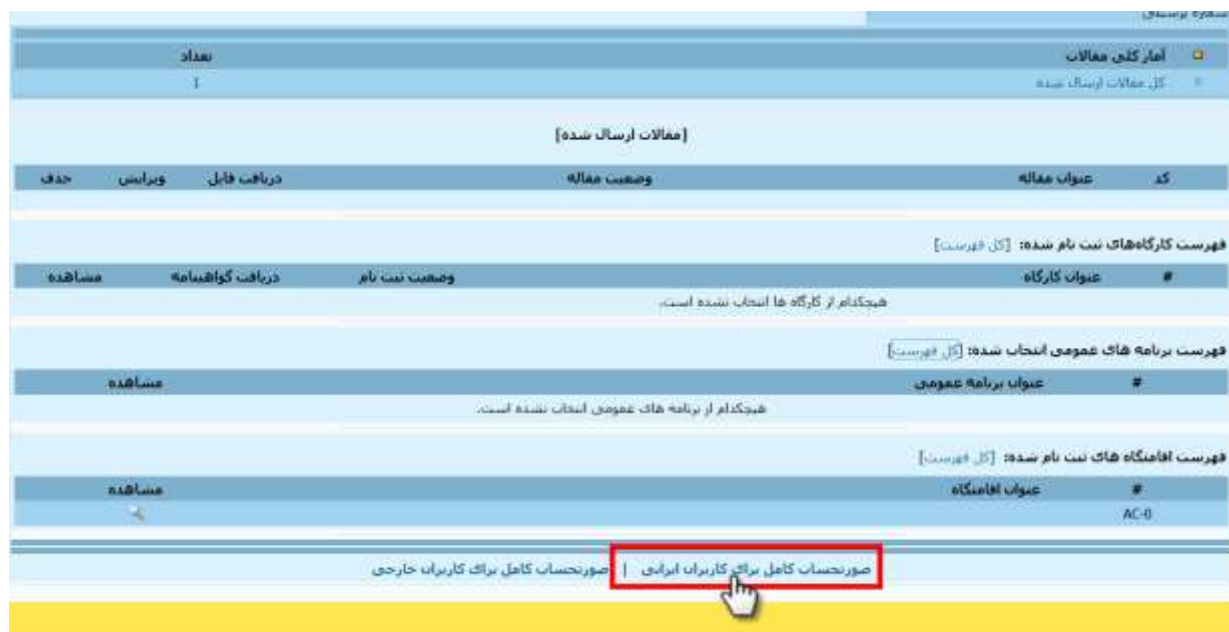 شماره پرسنلی
آمار کلی مقالات تعداد
کل مقالات ارسال شده 1
[مقالات ارسال شده]
کد عنوان مقاله وضعیت مقاله دریافت فایل ویرایش حذف
فهرست کارگاه‌های ثبت نام شده: [کل فهرست]
# عنوان کارگاه وضعیت ثبت نام دریافت گواهینامه مشاهده
هیچکدام از کارگاه ها انتخاب نشده است.
فهرست برنامه های عمومی انتخاب شده: [کل فهرست]
# عنوان برنامه عمومی مشاهده
هیچکدام از برنامه های عمومی انتخاب نشده است.
فهرست اقامتگاه های ثبت نام شده: [کل فهرست]
# عنوان اقامتگاه مشاهده
AC-0
صورتحساب کامل برای کاربران ایرانی | صورتحساب کامل برای کاربران خارجی